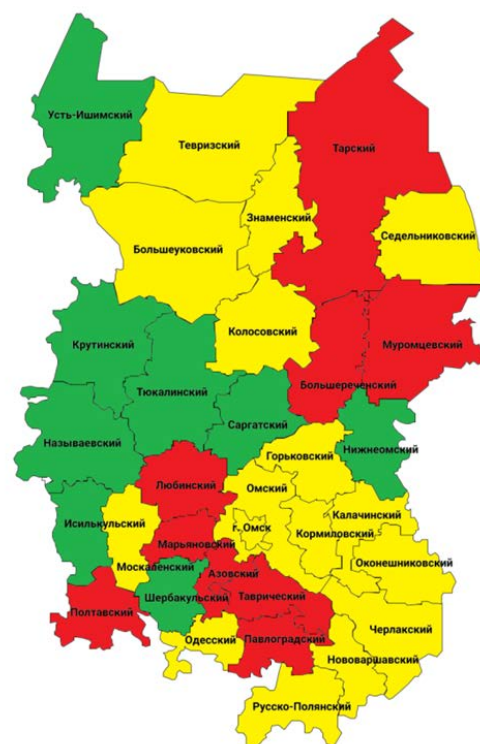 Усть-Ишимский
Тевризский
Тарский
Знаменский
Седельниковский
Большеуковский
Колосовский
Крутинский
Муромцевский
Большереченский
Тюкалинский
Саргатский
Называевский
Нижнеомский
Горьковский
Любинский
Омский
Исилькульский
г. Омск
Калачинский
Кормиловский
Марьяновский
Оконешниковский
Москаленский
Азовский
Шербакульский
Таврический
Полтавский
Черлакский
Одесский
Павлоградский
Нововаршавский
Русско-Полянский